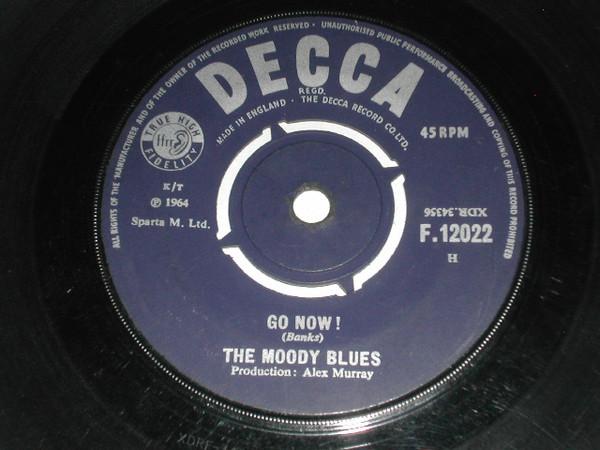 ALL RIGHTS OF THE MANUFACTURER AND OF THE OWNER OF THE RECORDED WORK RESERVED · UNAUTHORISED PUBLIC PERFORMANCE BROADCASTING AND COPYING OF THIS RECORD PROHIBITED
DECCA
REGD.
MADE IN ENGLAND · THE DECCA RECORD CO. LTD.
TRUE HIGH
ffrr
FIDELITY
45 RPM
K/T
℗ 1964
Sparta M. Ltd.
XDR.34356
F.12022
H
GO NOW!
(Banks)
THE MOODY BLUES
Production: Alex Murray